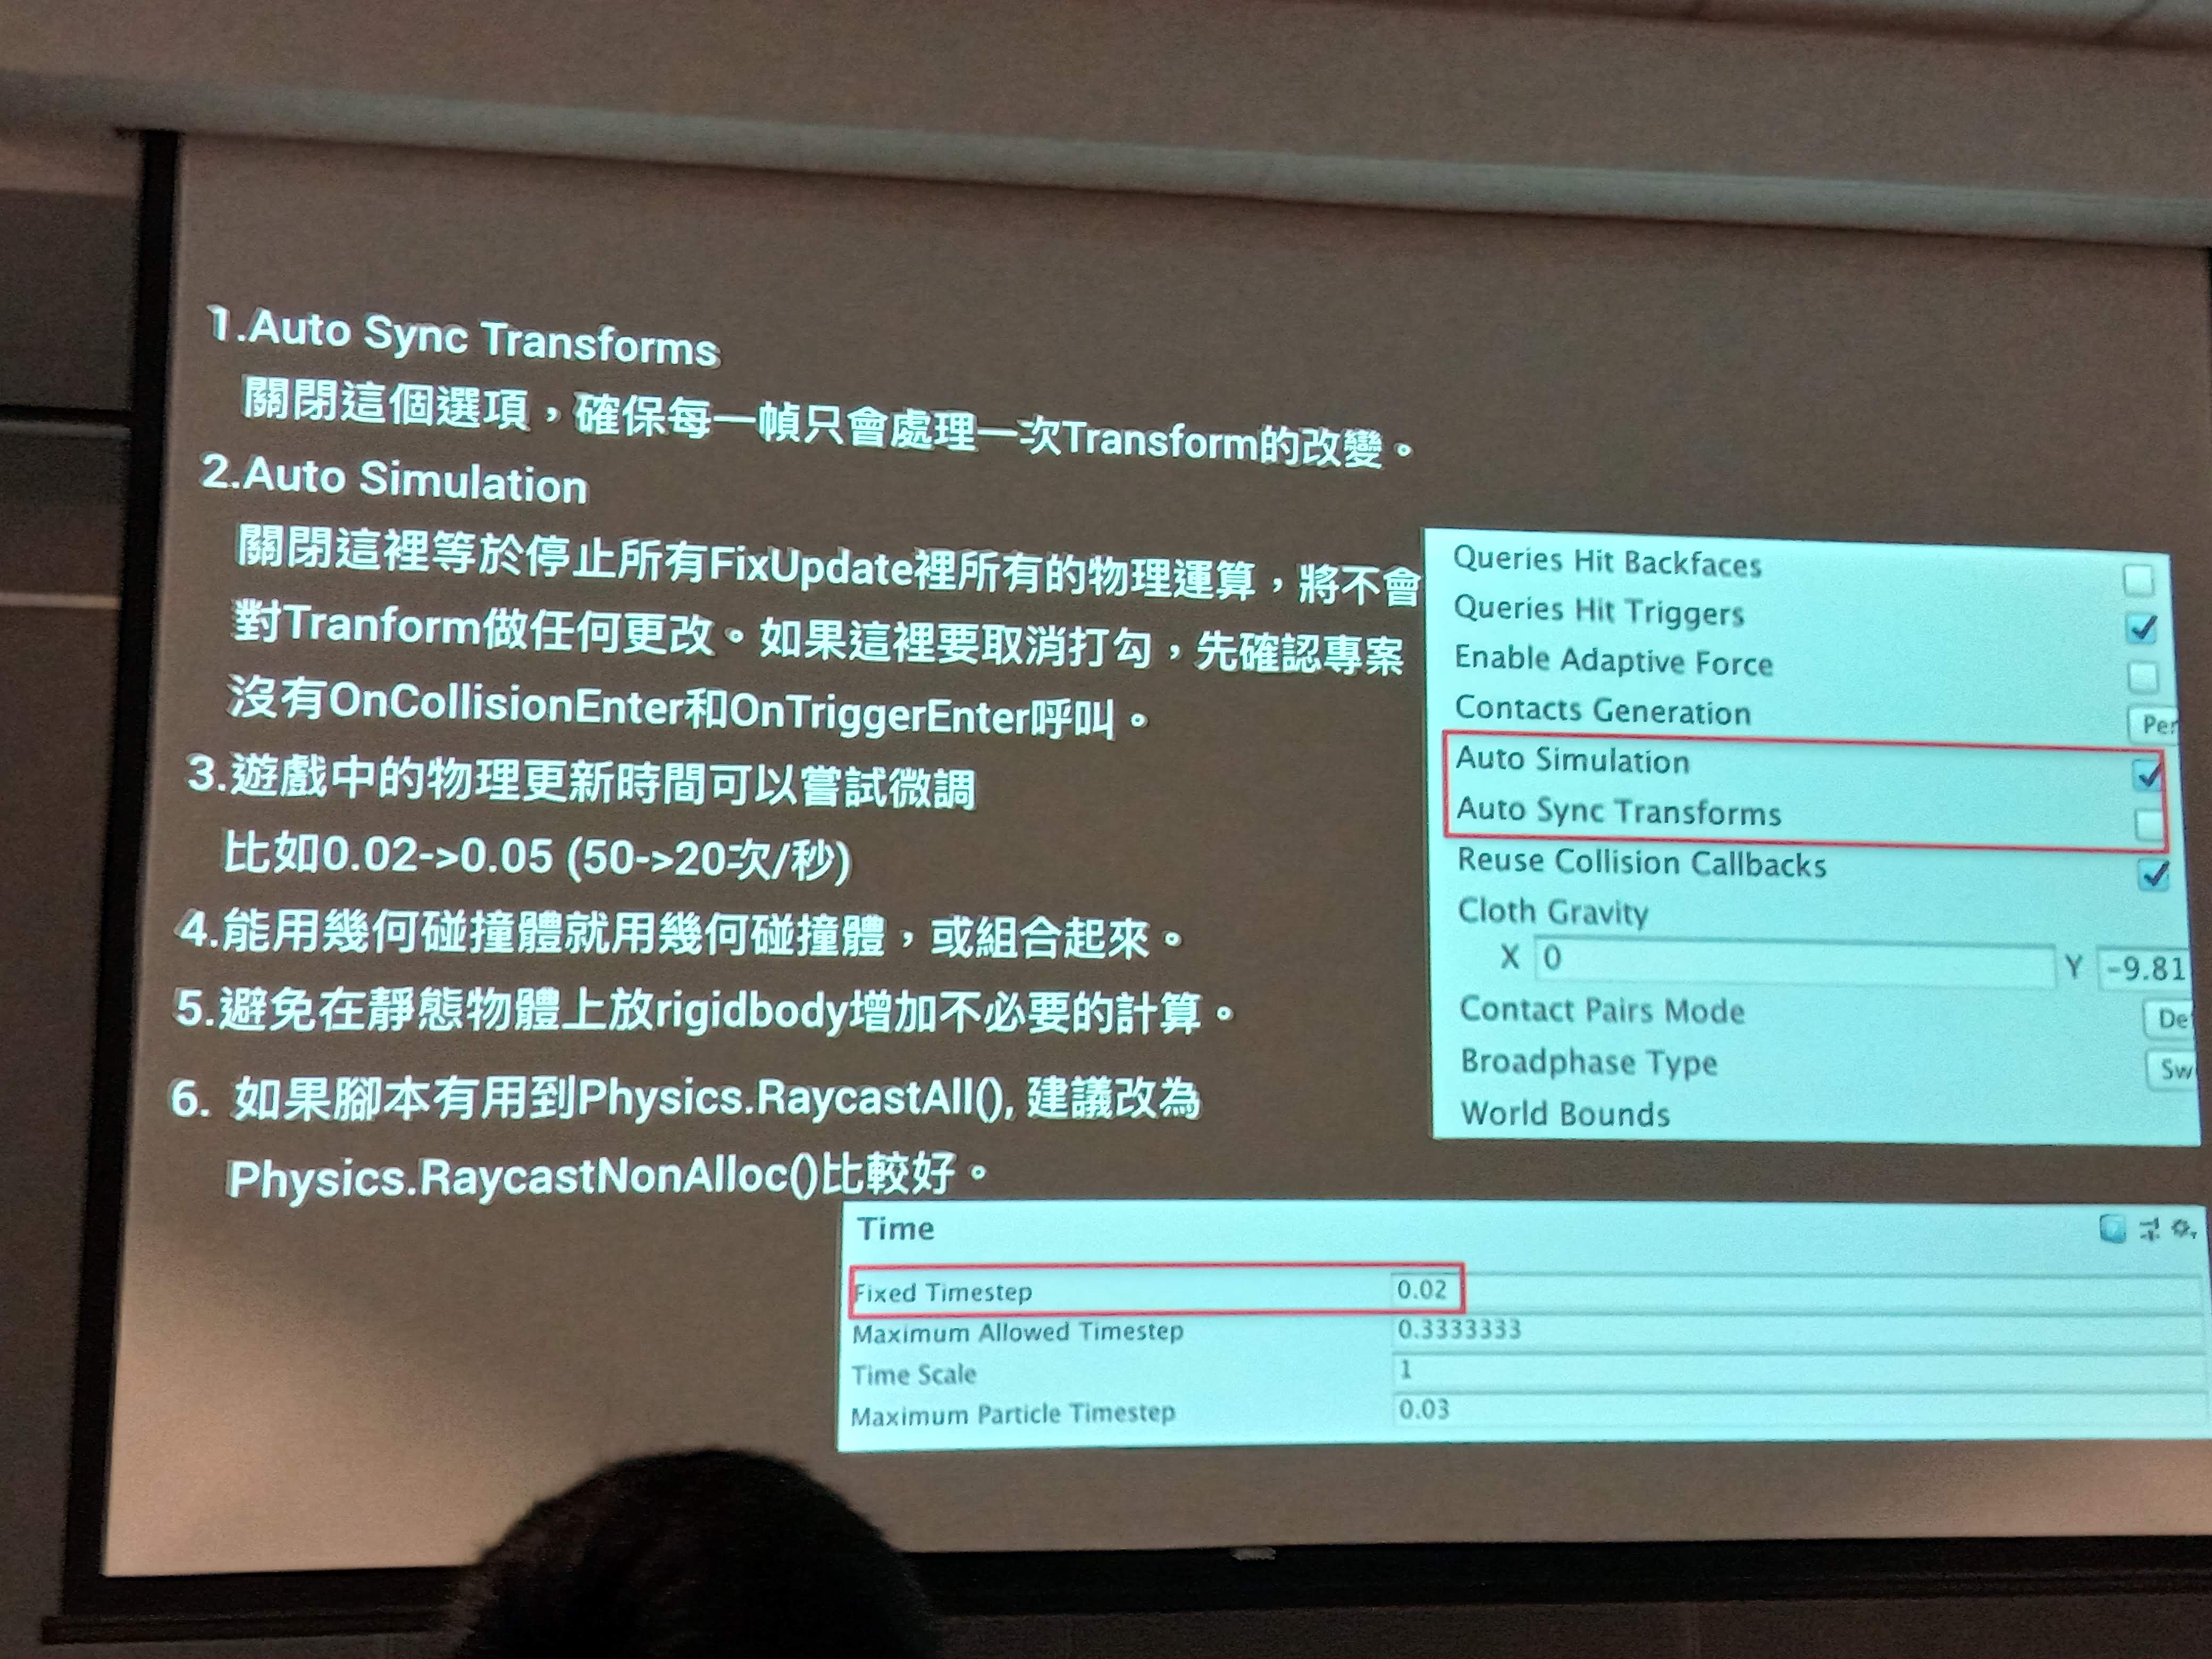 1.Auto Sync Transforms
關閉這個選項，確保每一幀只會處理一次Transform的改變。
2.Auto Simulation
關閉這裡等於停止所有FixUpdate裡所有的物理運算，將不會
對Tranform做任何更改。如果這裡要取消打勾，先確認專案
沒有OnCollisionEnter和OnTriggerEnter呼叫。
3.遊戲中的物理更新時間可以嘗試微調
比如0.02->0.05 (50->20次/秒)
4.能用幾何碰撞體就用幾何碰撞體，或組合起來。
5.避免在靜態物體上放rigidbody增加不必要的計算。
6. 如果腳本有用到Physics.RaycastAll(), 建議改為
Physics.RaycastNonAlloc()比較好。
Queries Hit Backfaces
Queries Hit Triggers
Enable Adaptive Force
Contacts Generation Per
Auto Simulation
Auto Sync Transforms
Reuse Collision Callbacks
Cloth Gravity
X 0 Y -9.81
Contact Pairs Mode De
Broadphase Type Sw
World Bounds
Time
Fixed Timestep 0.02
Maximum Allowed Timestep 0.3333333
Time Scale 1
Maximum Particle Timestep 0.03